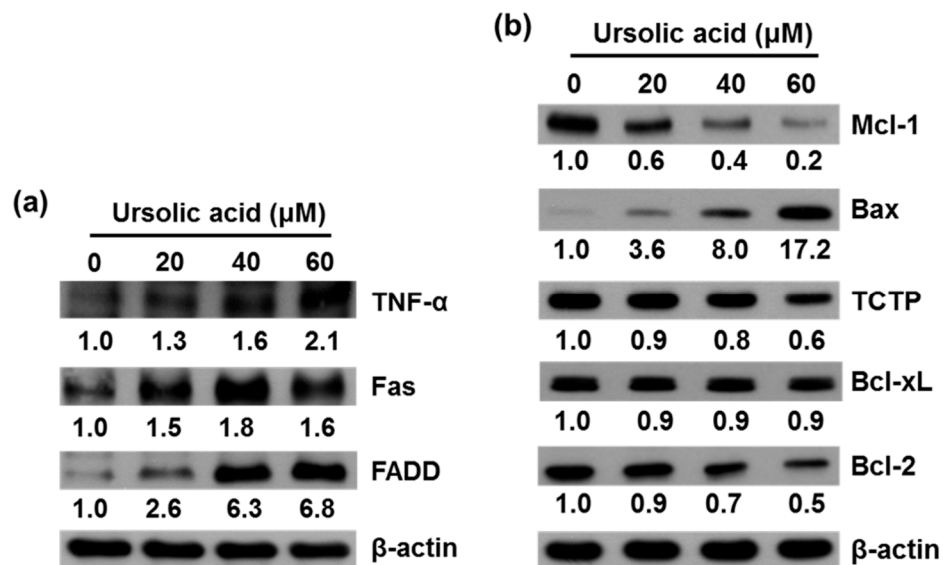 (a)
Ursolic acid (μM)
0 20 40 60
TNF-α
1.0 1.3 1.6 2.1
Fas
1.0 1.5 1.8 1.6
FADD
1.0 2.6 6.3 6.8
β-actin
(b)
Ursolic acid (μM)
0 20 40 60
Mcl-1
1.0 0.6 0.4 0.2
Bax
1.0 3.6 8.0 17.2
TCTP
1.0 0.9 0.8 0.6
Bcl-xL
1.0 0.9 0.9 0.9
Bcl-2
1.0 0.9 0.7 0.5
β-actin